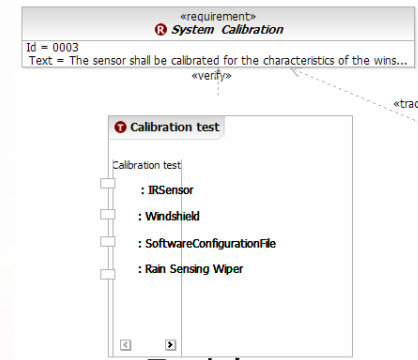 «requirement»
R System Calibration
Id = 0003
Text = The sensor shall be calibrated for the characteristics of the wins...
«verify»
«trac
T Calibration test
Calibration test
: IRSensor
: Windshield
: SoftwareConfigurationFile
: Rain Sensing Wiper